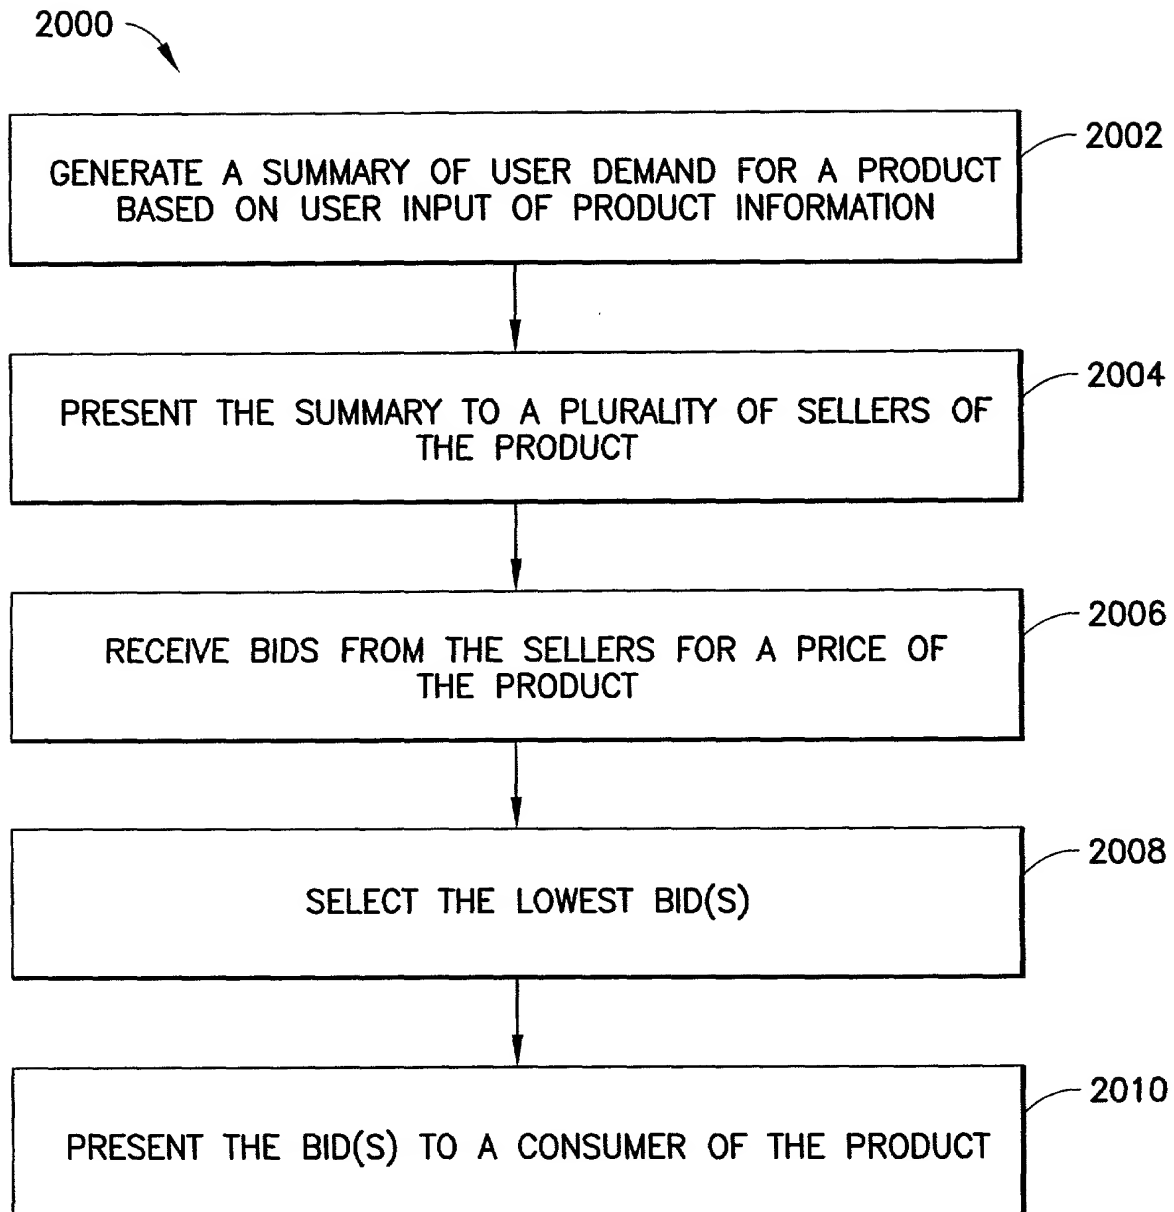 2000
2002
GENERATE A SUMMARY OF USER DEMAND FOR A PRODUCT
BASED ON USER INPUT OF PRODUCT INFORMATION
2004
PRESENT THE SUMMARY TO A PLURALITY OF SELLERS OF
THE PRODUCT
2006
RECEIVE BIDS FROM THE SELLERS FOR A PRICE OF
THE PRODUCT
2008
SELECT THE LOWEST BID(S)
2010
PRESENT THE BID(S) TO A CONSUMER OF THE PRODUCT